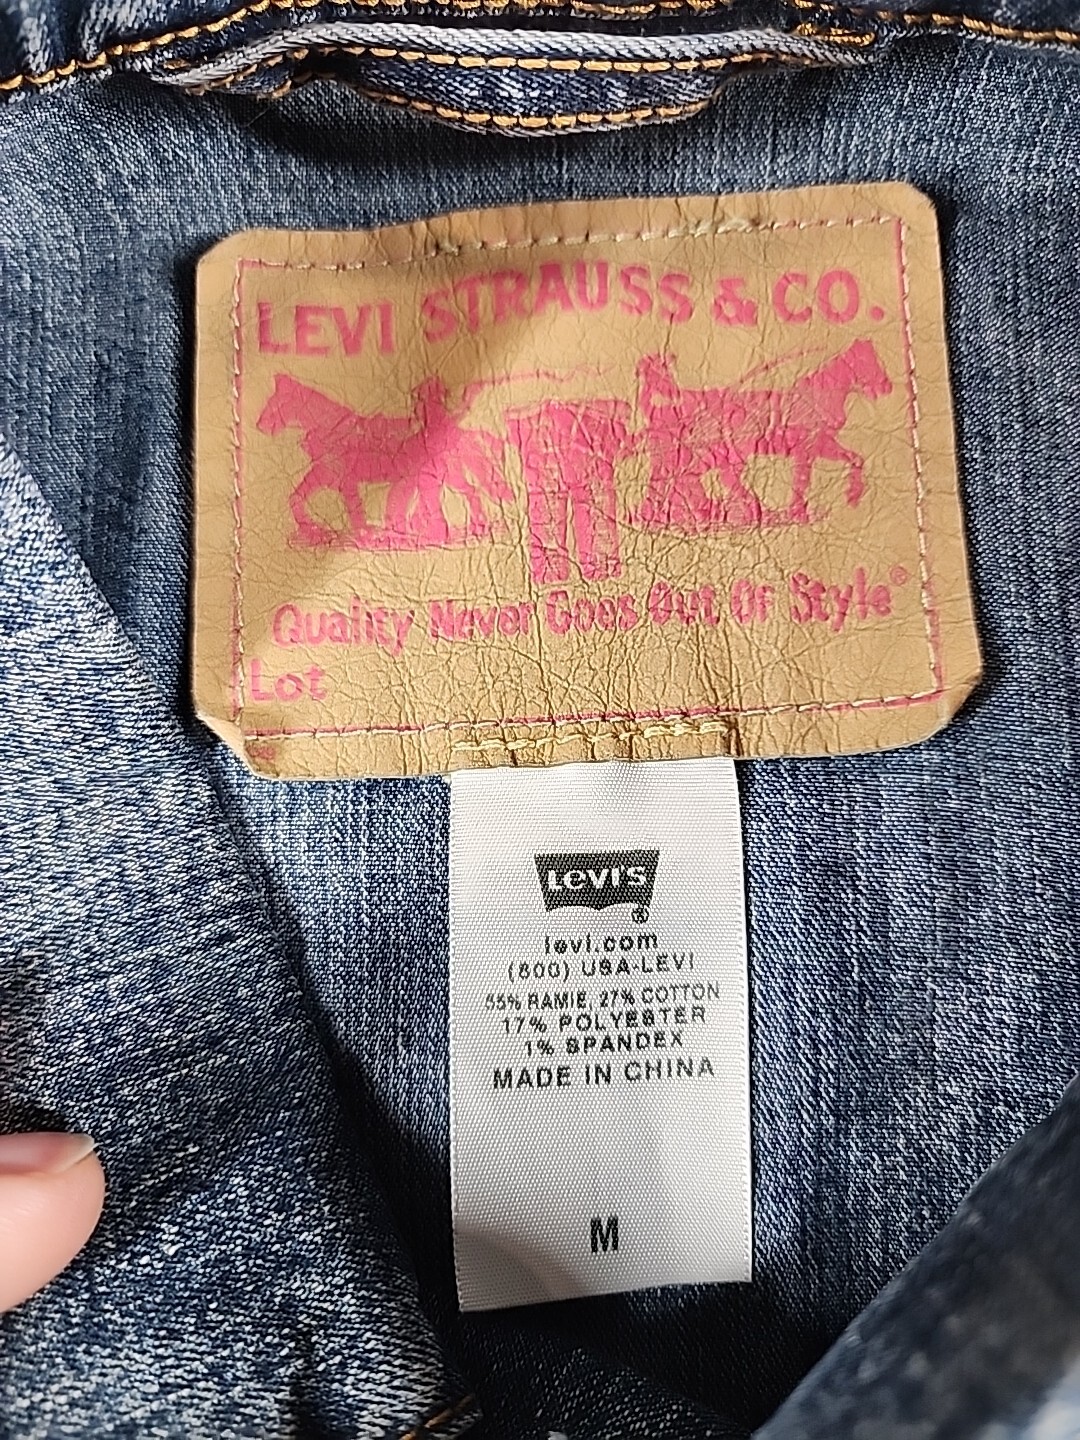 LEVI STRAUSS & CO.
Quality Never Goes Out Of Style®
Lot
LEVI'S
®
levi.com
(800) USA-LEVI
55% RAMIE, 27% COTTON
17% POLYESTER
1% SPANDEX
MADE IN CHINA
M